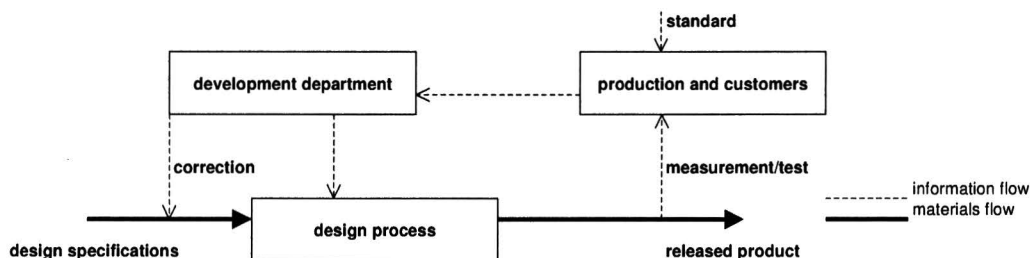 standard
development department
production and customers
correction
measurement/test
information flow
materials flow
design process
design specifications
released product